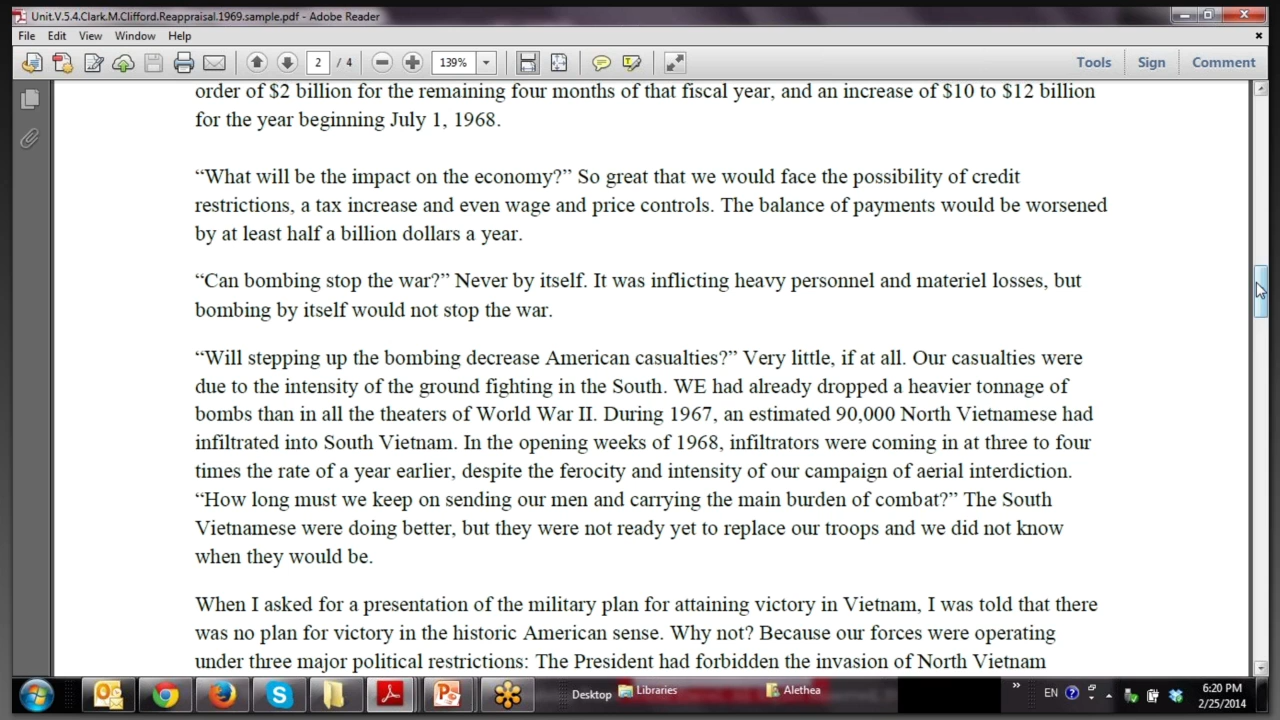 Unit.V.5.4.Clark.M.Clifford.Reappraisal.1969.sample.pdf - Adobe Reader
File Edit View Window Help
2 / 4 139% Tools Sign Comment
order of $2 billion for the remaining four months of that fiscal year, and an increase of $10 to $12 billion
for the year beginning July 1, 1968.
“What will be the impact on the economy?” So great that we would face the possibility of credit
restrictions, a tax increase and even wage and price controls. The balance of payments would be worsened
by at least half a billion dollars a year.
“Can bombing stop the war?” Never by itself. It was inflicting heavy personnel and materiel losses, but
bombing by itself would not stop the war.
“Will stepping up the bombing decrease American casualties?” Very little, if at all. Our casualties were
due to the intensity of the ground fighting in the South. WE had already dropped a heavier tonnage of
bombs than in all the theaters of World War II. During 1967, an estimated 90,000 North Vietnamese had
infiltrated into South Vietnam. In the opening weeks of 1968, infiltrators were coming in at three to four
times the rate of a year earlier, despite the ferocity and intensity of our campaign of aerial interdiction.
“How long must we keep on sending our men and carrying the main burden of combat?” The South
Vietnamese were doing better, but they were not ready yet to replace our troops and we did not know
when they would be.
When I asked for a presentation of the military plan for attaining victory in Vietnam, I was told that there
was no plan for victory in the historic American sense. Why not? Because our forces were operating
under three major political restrictions: The President had forbidden the invasion of North Vietnam
Desktop Libraries Alethea » EN 6:20 PM
2/25/2014